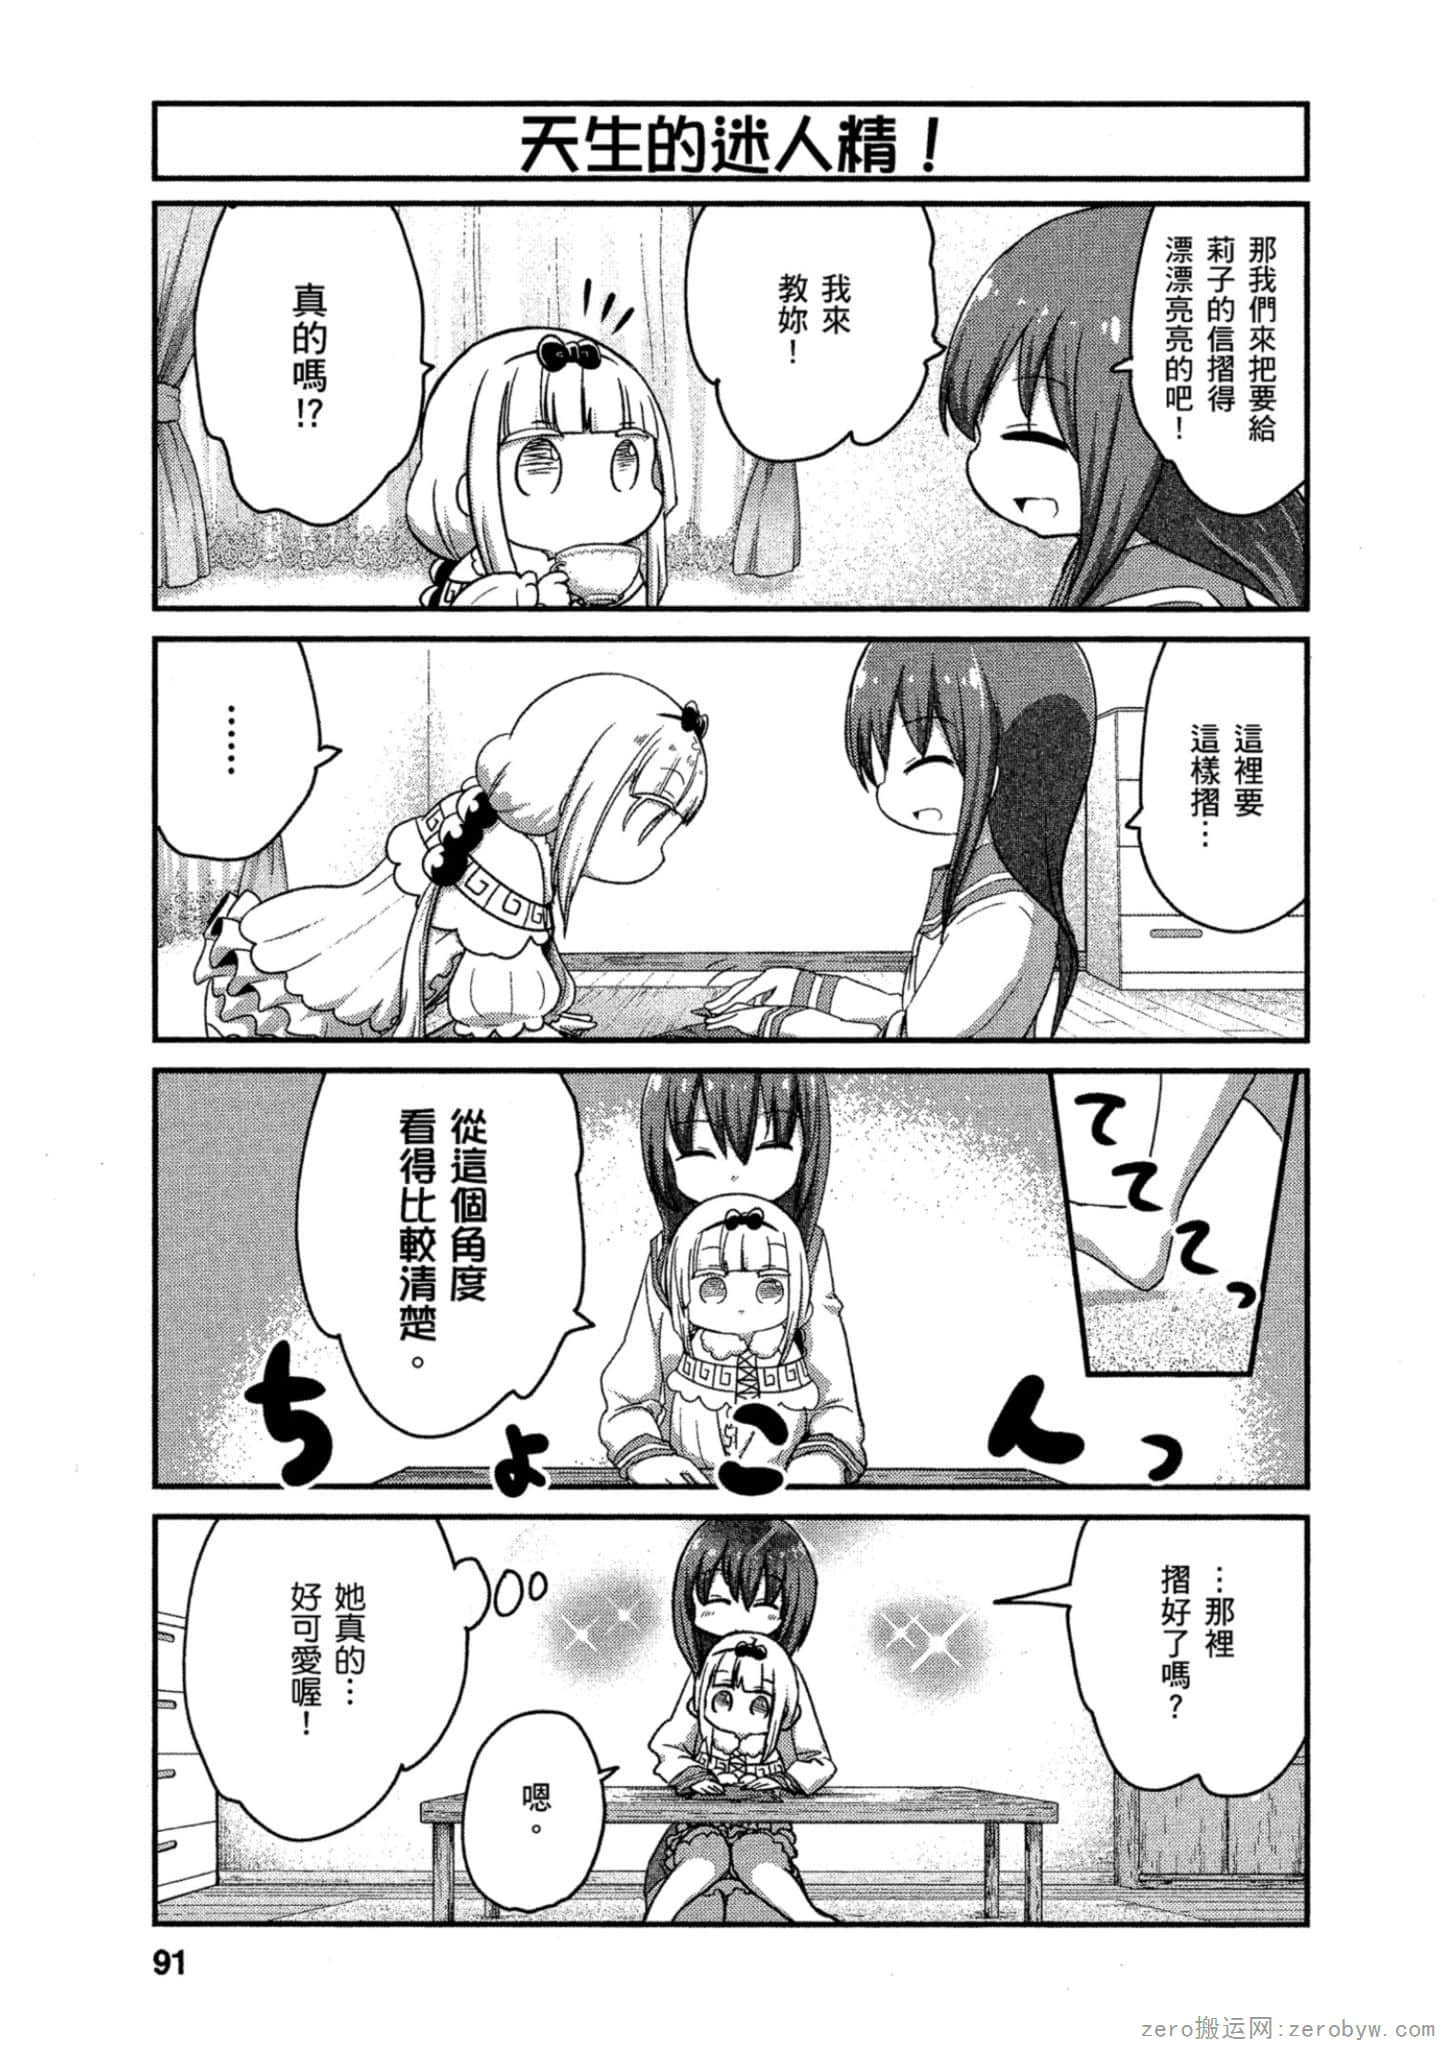 天生的迷人精！
那我們來把要給
莉子的信摺得
漂漂亮亮的吧！
我來
教妳！
真的嗎!?
這裡要
這樣摺…
……
てててっ
從這個角度
看得比較清楚。
ちょこんっ
…那裡
摺好了嗎？
嗯。
她真的…
好可愛喔！
91
zero搬运网:zerobyw.com